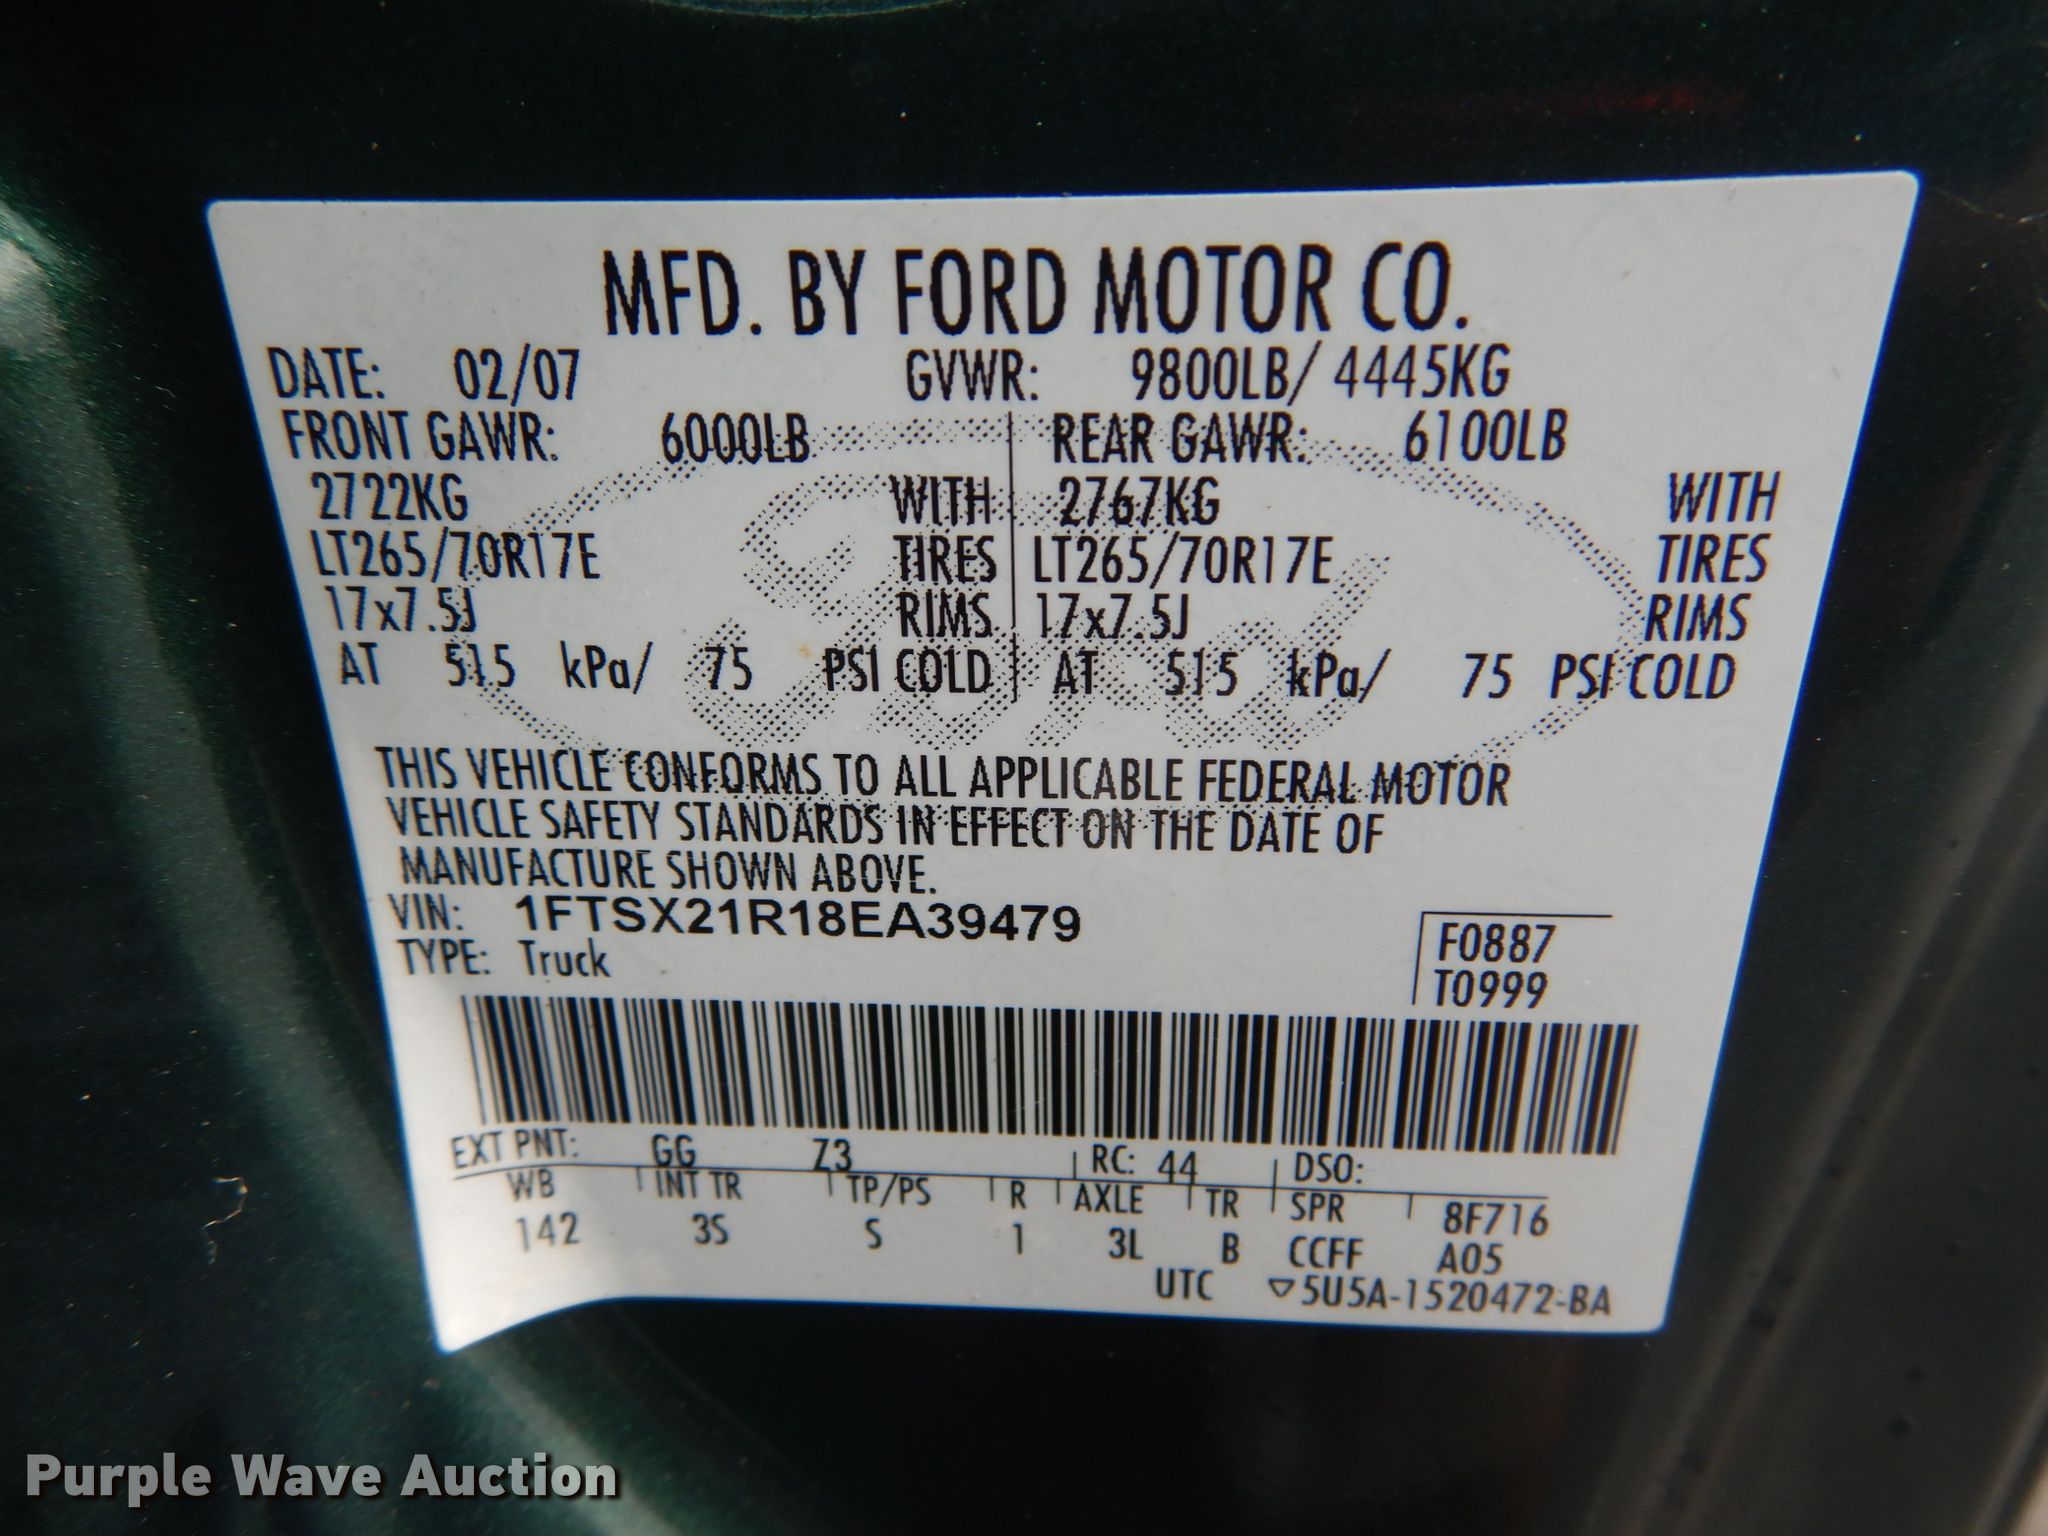 MFD. BY FORD MOTOR CO.
DATE: 02/07 GVWR: 9800LB/ 4445KG
FRONT GAWR: 6000LB REAR GAWR: 6100LB
2722KG WITH 2767KG WITH
LT265/70R17E TIRES LT265/70R17E TIRES
17x7.5J RIMS 17x7.5J RIMS
AT 515 kPa/ 75 PSI COLD AT 515 kPa/ 75 PSI COLD
Ford
THIS VEHICLE CONFORMS TO ALL APPLICABLE FEDERAL MOTOR
VEHICLE SAFETY STANDARDS IN EFFECT ON THE DATE OF
MANUFACTURE SHOWN ABOVE.
VIN: 1FTSX21R18EA39479
TYPE: Truck
F0887
T0999
EXT PNT: GG Z3 RC: 44 DSO:
WB INT TR TP/PS R AXLE TR SPR 8F716
142 3S S 1 3L B CCFF A05
UTC ▽5U5A-1520472-BA
Purple Wave Auction